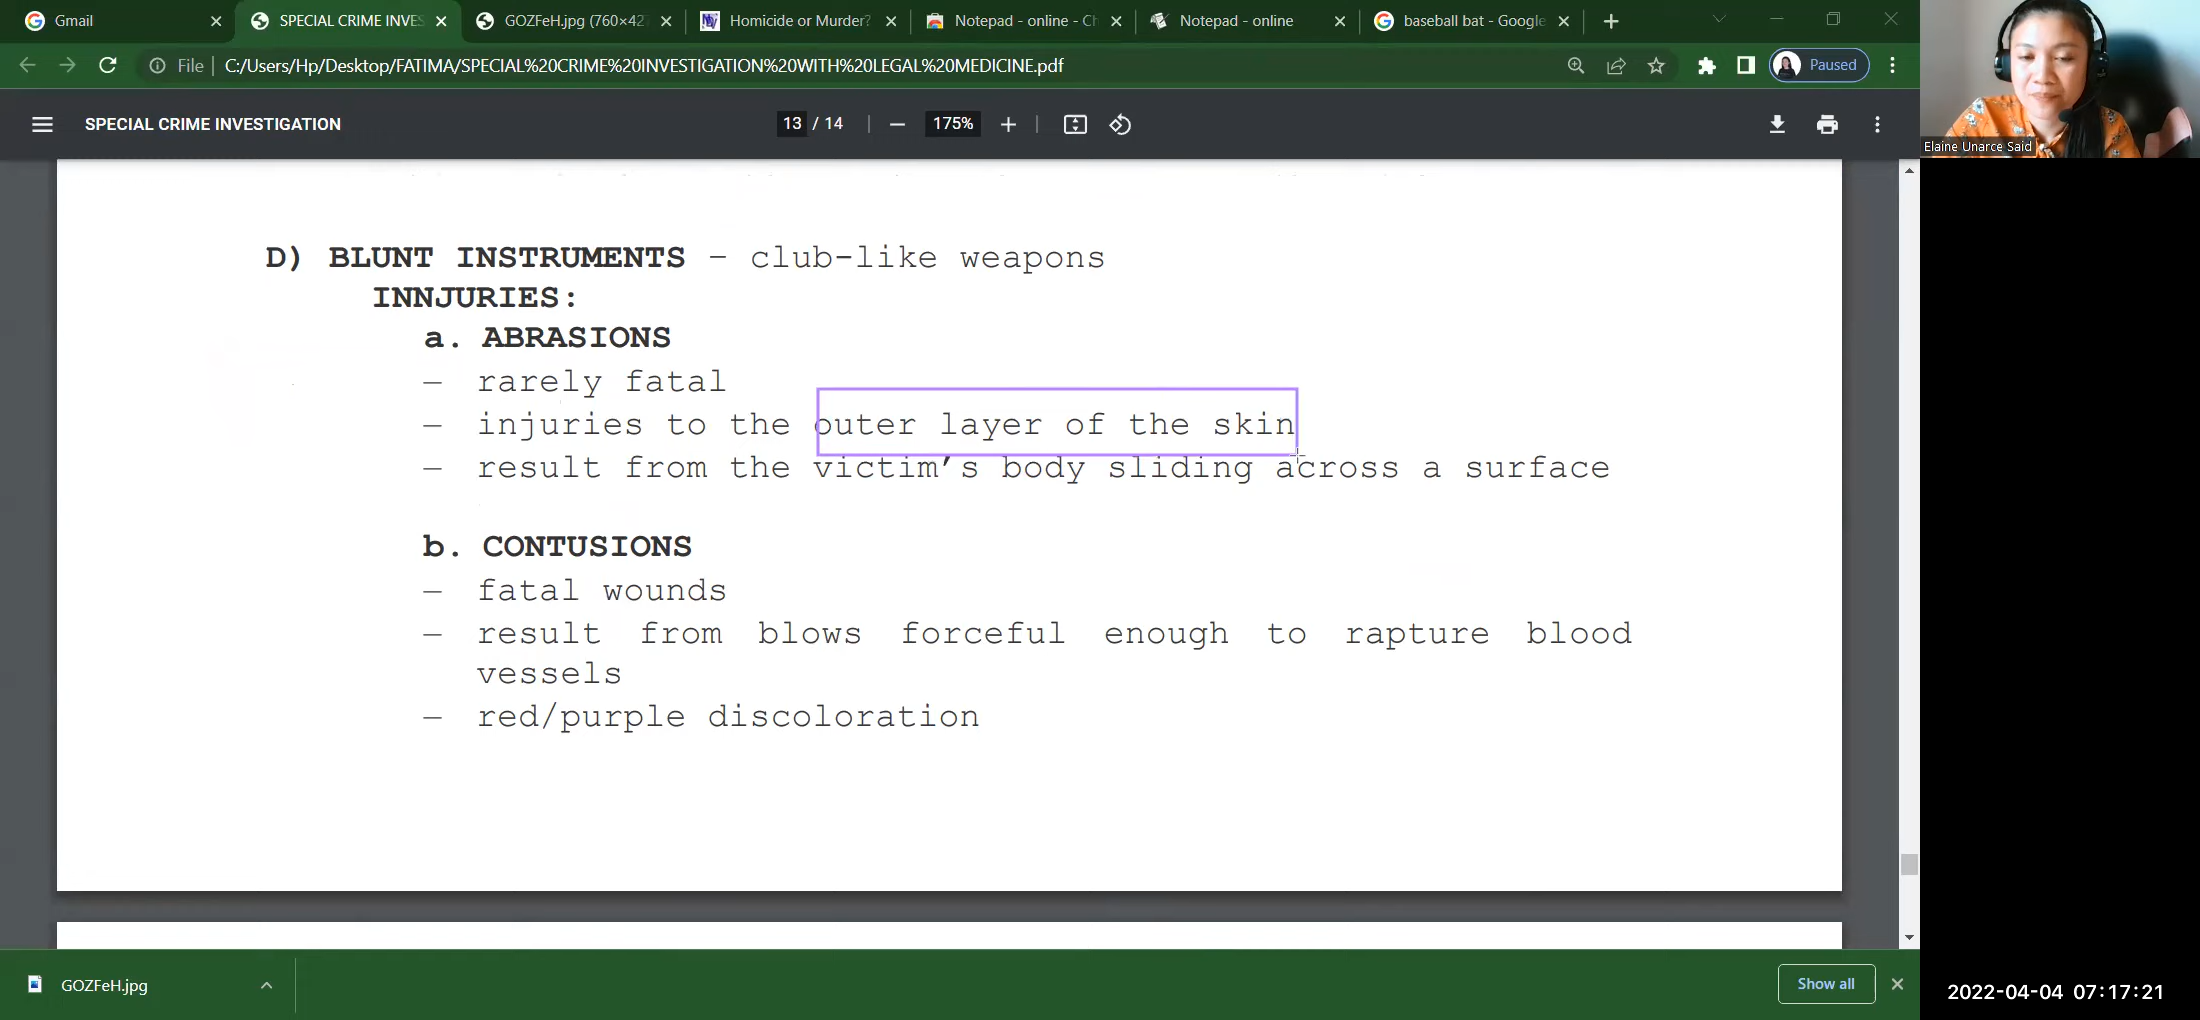 Gmail
SPECIAL CRIME INVES
GOZFeH.jpg (760×427
Homicide or Murder?
Notepad - online - Ch
Notepad - online
baseball bat - Google
File
C:/Users/Hp/Desktop/FATIMA/SPECIAL%20CRIME%20INVESTIGATION%20WITH%20LEGAL%20MEDICINE.pdf
Paused
SPECIAL CRIME INVESTIGATION
13 / 14
175%
Elaine Unarce Said
D) BLUNT INSTRUMENTS – club-like weapons
INNJURIES:
a. ABRASIONS
– rarely fatal
– injuries to the outer layer of the skin
– result from the victim’s body sliding across a surface
b. CONTUSIONS
– fatal wounds
– result from blows forceful enough to rapture blood
vessels
– red/purple discoloration
GOZFeH.jpg
Show all
2022-04-04 07:17:21